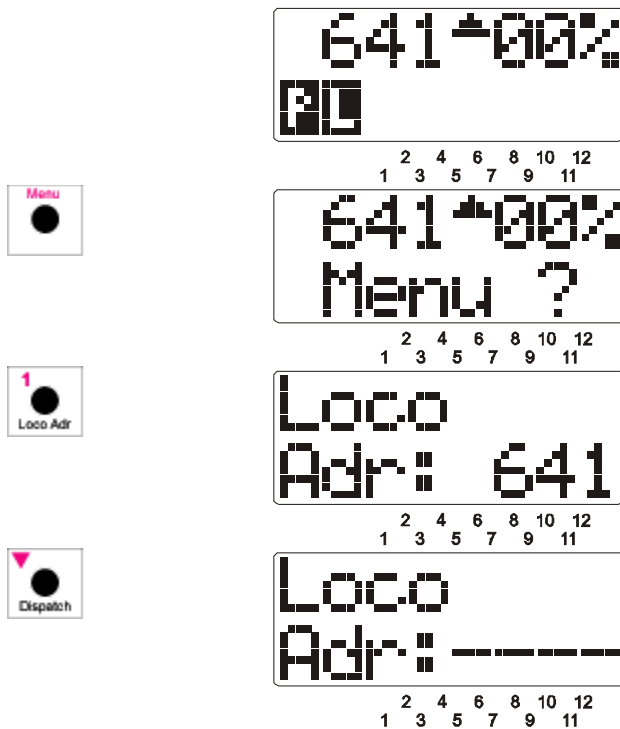 641 00%
PL
2 4 6 8 10 12
1 3 5 7 9 11
Menu
641 00%
Menu ?
2 4 6 8 10 12
1 3 5 7 9 11
1
Loco Adr
Loco
Adr: 641
2 4 6 8 10 12
1 3 5 7 9 11
Dispatch
Loco
Adr:----
2 4 6 8 10 12
1 3 5 7 9 11